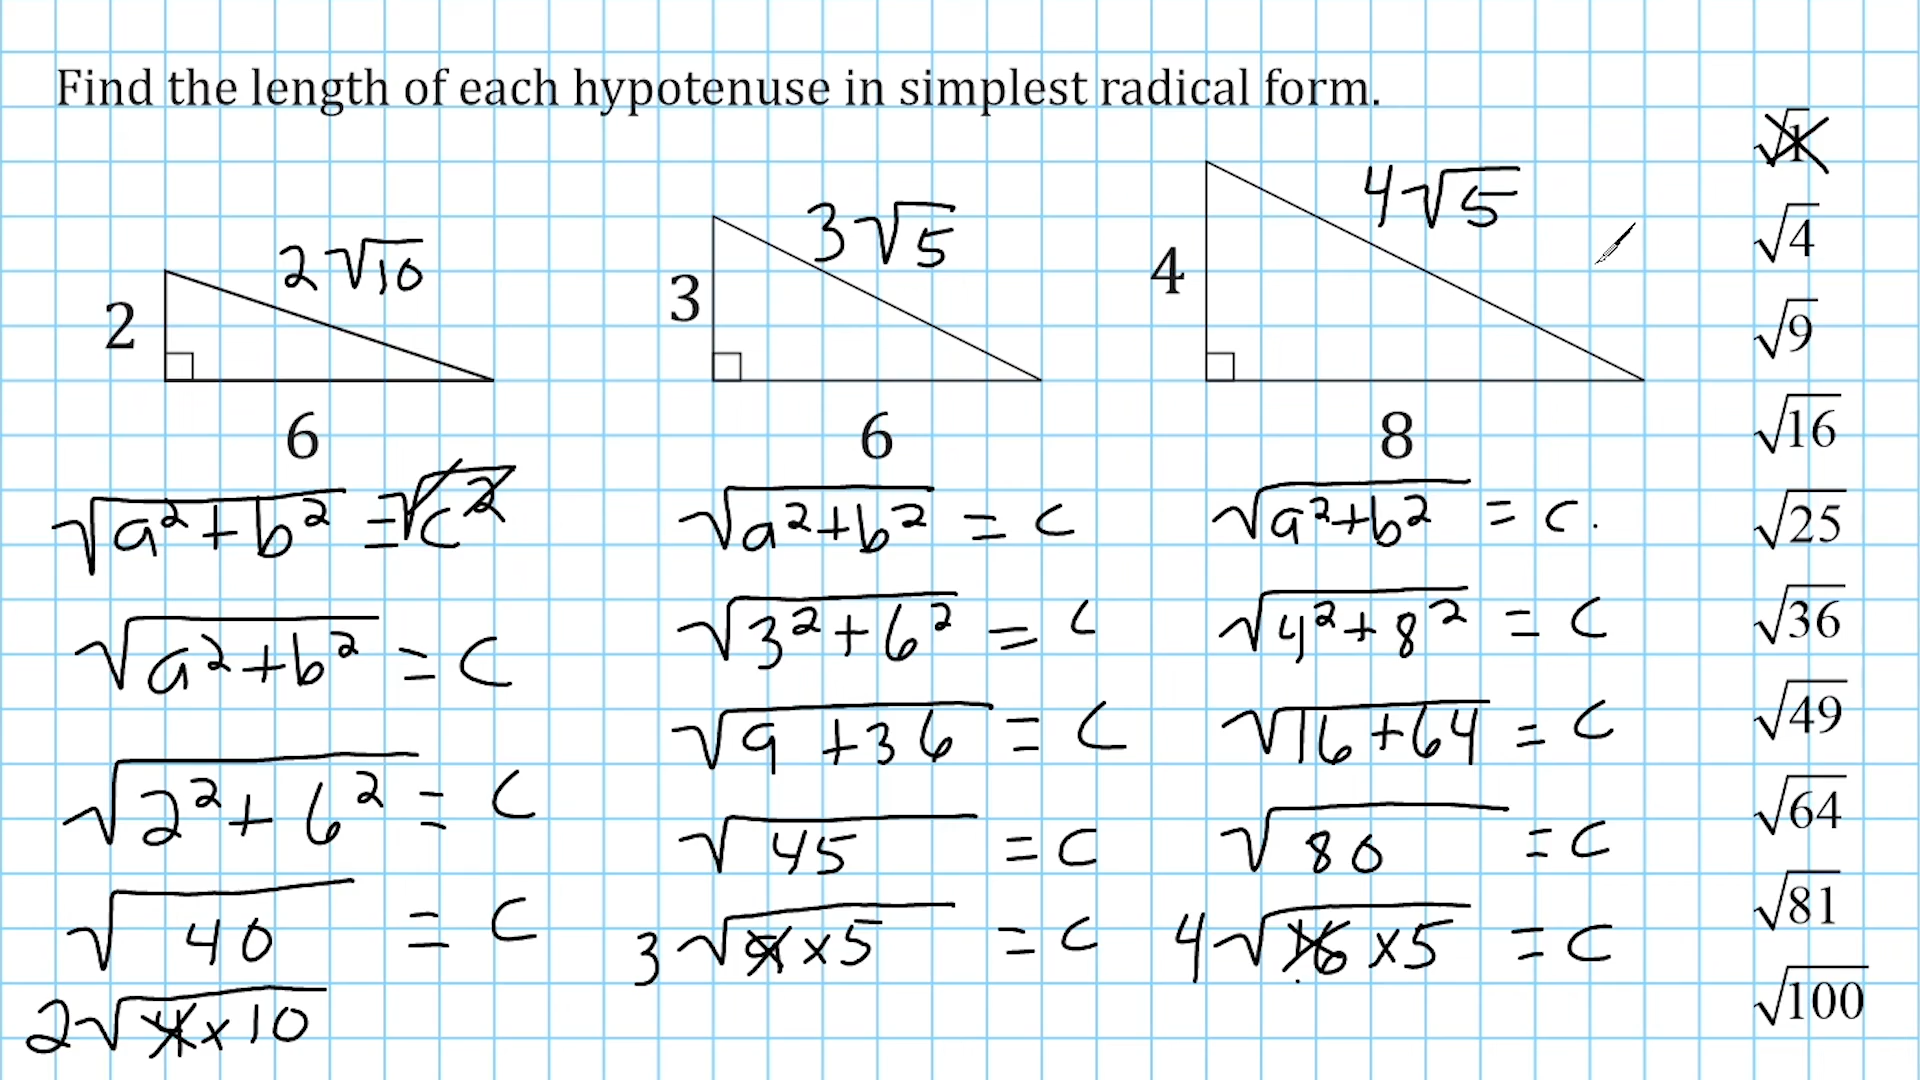 Find the length of each hypotenuse in simplest radical form.
2√10
2
6
√(a²+b²) = √c²
√(a²+b²) = c
√(2²+6²) = c
√40 = c
2√4×10
3√5
3
6
√(a²+b²) = c
√(3²+6²) = c
√(9+36) = c
√45 = c
3√9×5 = c
4√5
4
8
√(a²+b²) = c.
√(4²+8²) = c
√(16+64) = c
√80 = c
4√16×5 = c
√1
√4
√9
√16
√25
√36
√49
√64
√81
√100